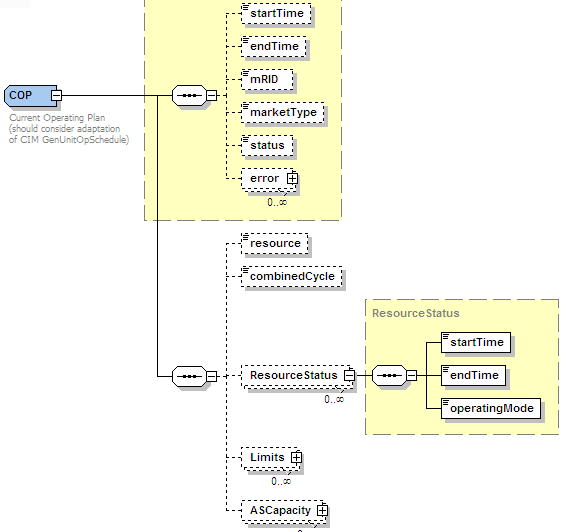 startTime
endTime
mRID
marketType
status
error
0..∞
COP
Current Operating Plan
(should consider adaptation
of CIM GenUnitOpSchedule)
resource
combinedCycle
ResourceStatus
0..∞
ResourceStatus
startTime
endTime
operatingMode
Limits
0..∞
ASCapacity